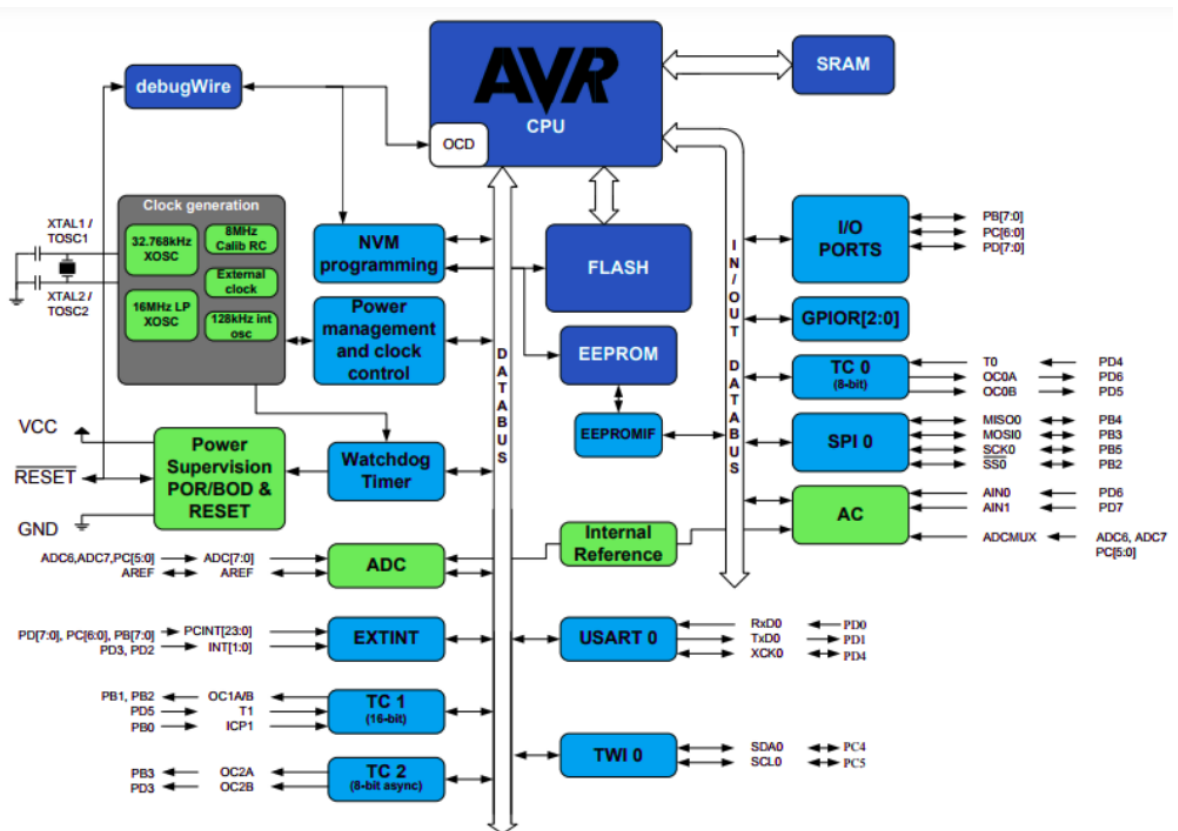 AVR
CPU
OCD
SRAM
debugWire
Clock generation
XTAL1 /
TOSC1
32.768kHz
XOSC
8MHz
Calib RC
External
clock
XTAL2 /
TOSC2
16MHz LP
XOSC
128kHz int
osc
NVM
programming
FLASH
Power
management
and clock
control
EEPROM
EEPROMIF
DATABUS
IN/OUT DATABUS
I/O
PORTS
PB[7:0]
PC[6:0]
PD[7:0]
GPIOR[2:0]
TC 0
(8-bit)
T0 PD4
OC0A PD6
OC0B PD5
SPI 0
MISO0 PB4
MOSI0 PB3
SCK0 PB5
SS0 PB2
AC
AIN0 PD6
AIN1 PD7
ADCMUX ADC6, ADC7
PC[5:0]
VCC
RESET
GND
Power
Supervision
POR/BOD &
RESET
Watchdog
Timer
Internal
Reference
ADC6,ADC7,PC[5:0] ADC[7:0]
AREF AREF
ADC
PD[7:0], PC[6:0], PB[7:0] PCINT[23:0]
PD3, PD2 INT[1:0]
EXTINT
USART 0
RxD0 PD0
TxD0 PD1
XCK0 PD4
PB1, PB2 OC1A/B
PD5 T1
PB0 ICP1
TC 1
(16-bit)
TWI 0
SDA0 PC4
SCL0 PC5
PB3 OC2A
PD3 OC2B
TC 2
(8-bit async)